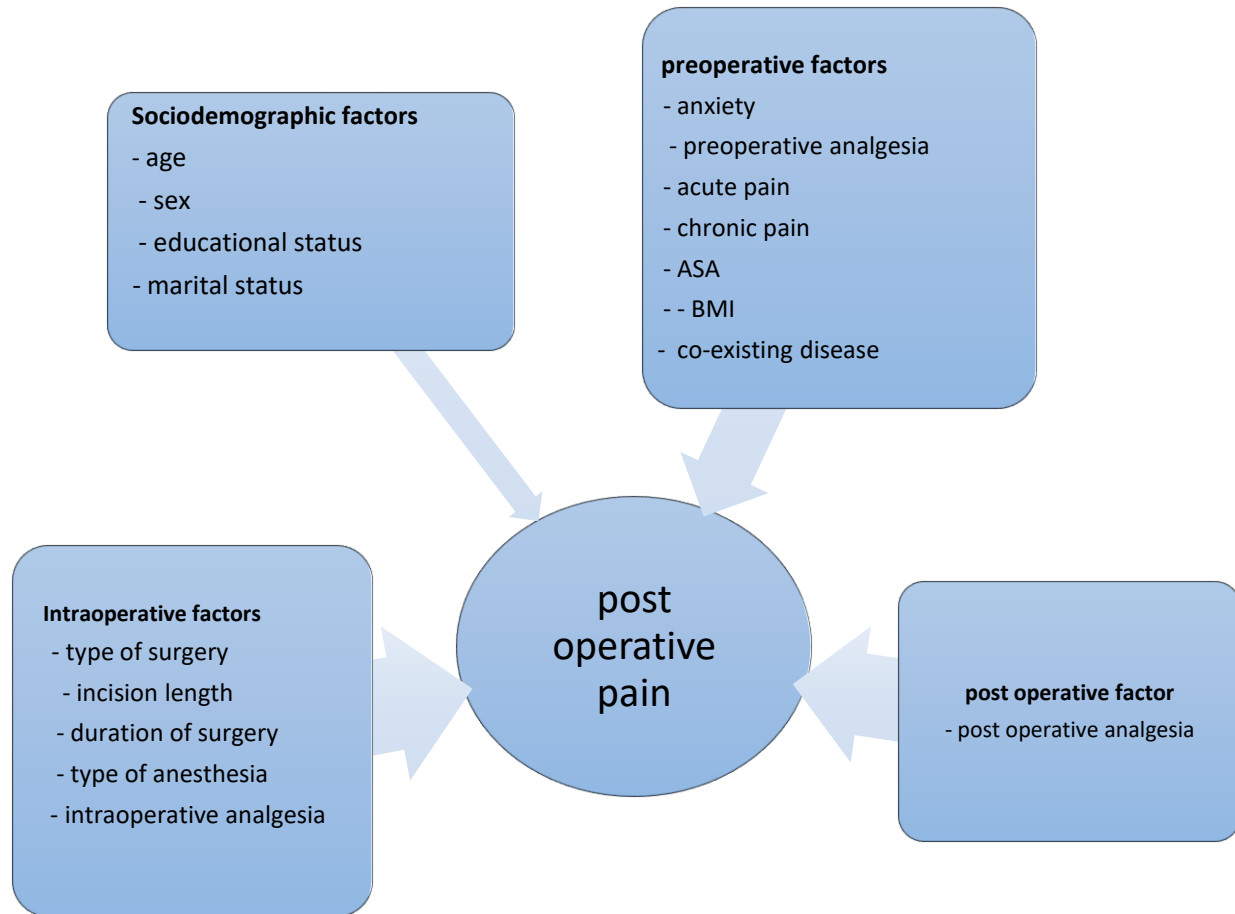 Sociodemographic factors
- age
- sex
- educational status
- marital status
preoperative factors
- anxiety
- preoperative analgesia
- acute pain
- chronic pain
- ASA
- - BMI
- co-existing disease
post
operative
pain
Intraoperative factors
- type of surgery
- incision length
- duration of surgery
- type of anesthesia
- intraoperative analgesia
post operative factor
- post operative analgesia